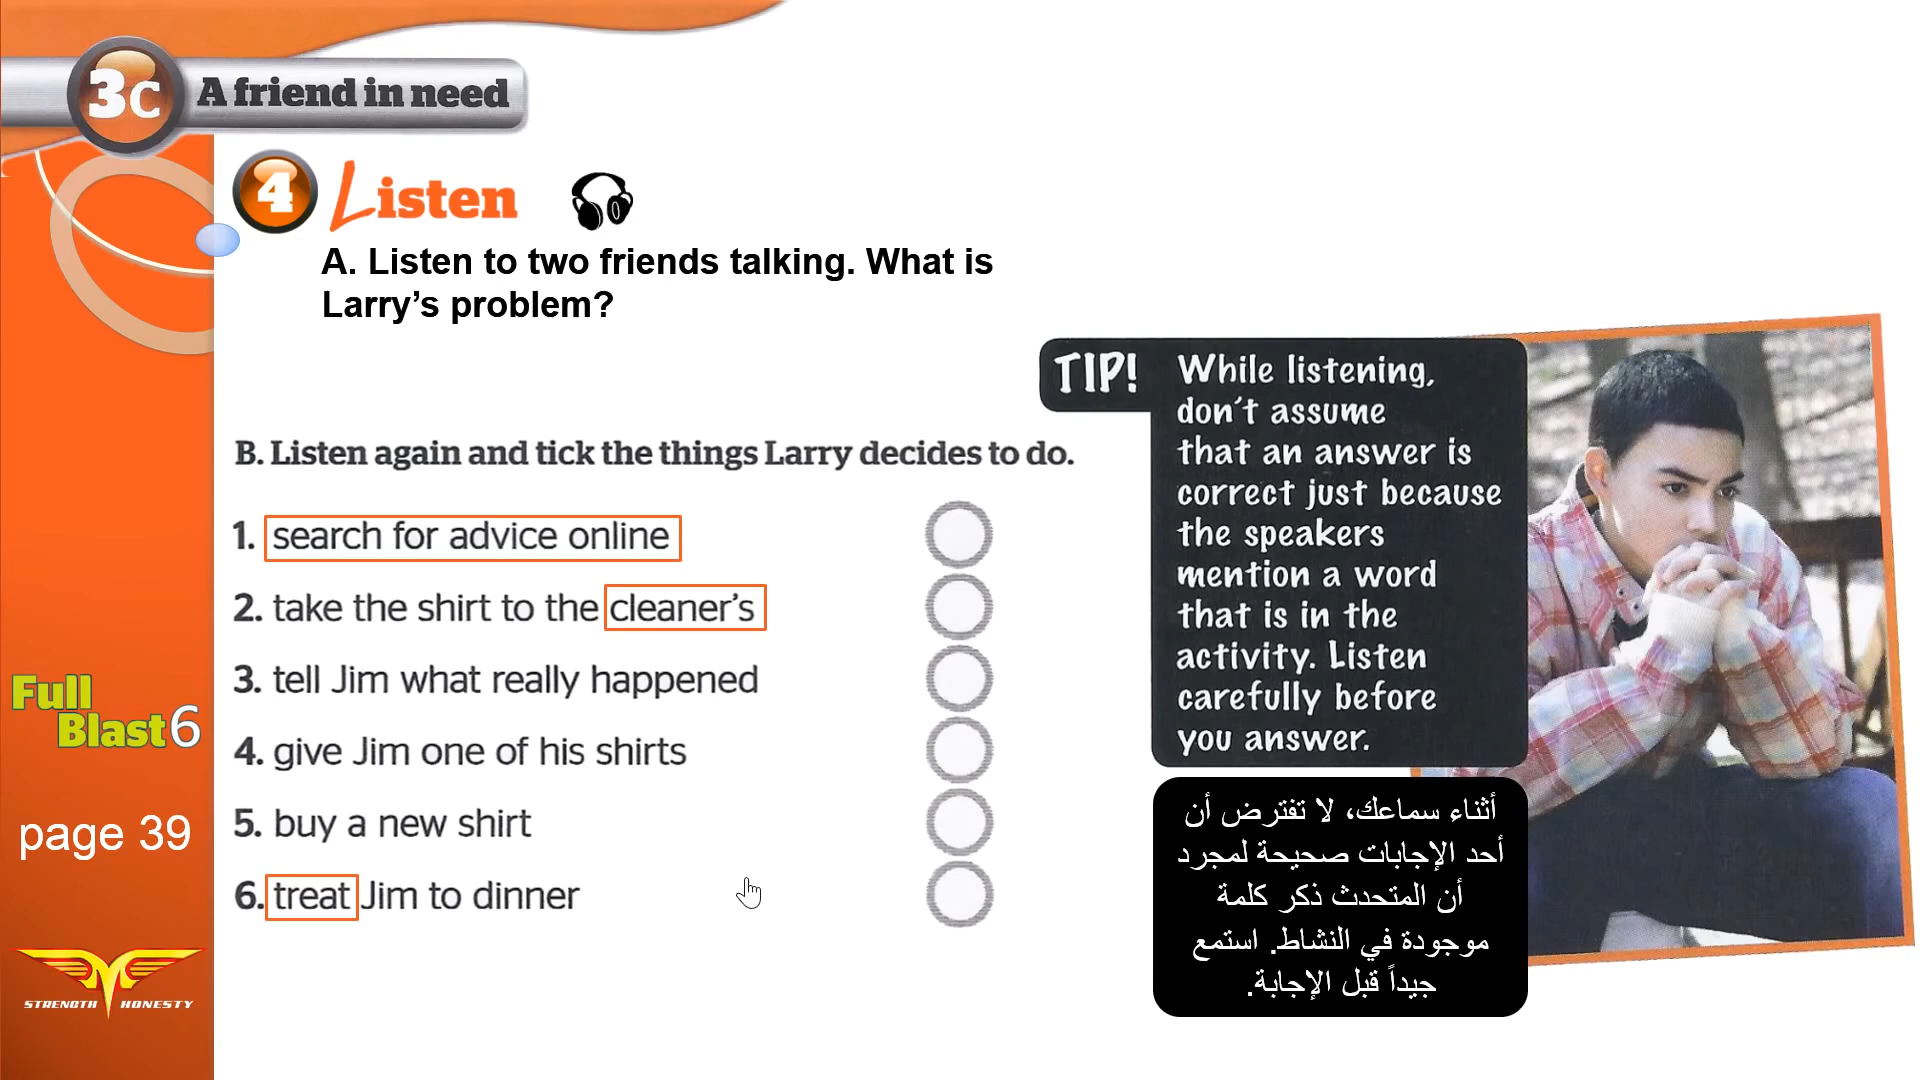 3C A friend in need
4 Listen
A. Listen to two friends talking. What is
Larry’s problem?
B. Listen again and tick the things Larry decides to do.
1. search for advice online
2. take the shirt to the cleaner’s
3. tell Jim what really happened
4. give Jim one of his shirts
5. buy a new shirt
6. treat Jim to dinner
TIP! While listening,
don’t assume
that an answer is
correct just because
the speakers
mention a word
that is in the
activity. Listen
carefully before
you answer.
أثناء سماعك، لا تفترض أن
أحد الإجابات صحيحة لمجرد
أن المتحدث ذكر كلمة
موجودة في النشاط. استمع
جيداً قبل الإجابة.
Full
Blast 6
page 39
STRENGTH HONESTY